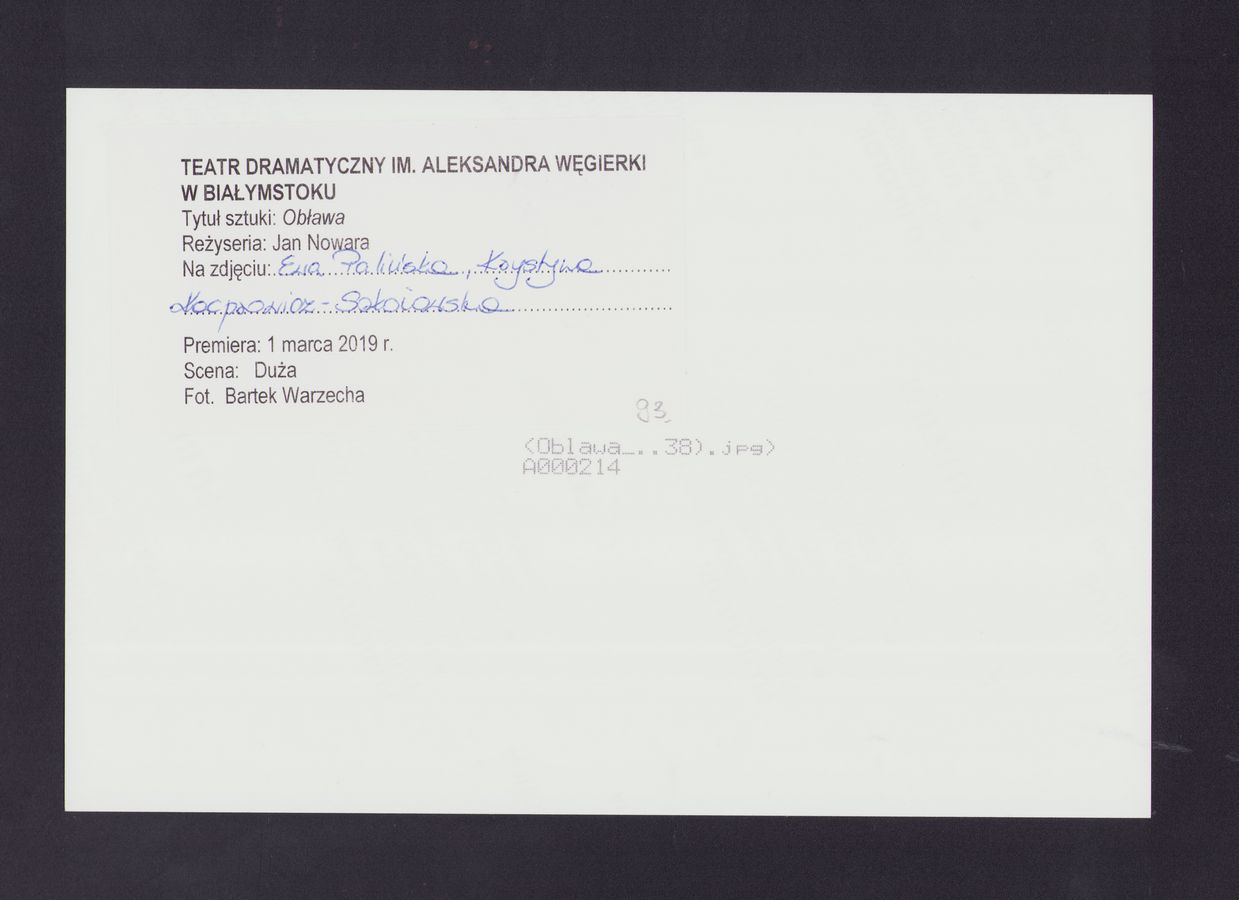 TEATR DRAMATYCZNY IM. ALEKSANDRA WĘGIERKI
W BIAŁYMSTOKU
Tytuł sztuki: Obława
Reżyseria: Jan Nowara
Na zdjęciu: Ewa Palińska, Krystyna
Kacprowicz-Sokołowska
Premiera: 1 marca 2019 r.
Scena: Duża
Fot. Bartek Warzecha
93,
(Oblawa_..38).jpg)
A000214